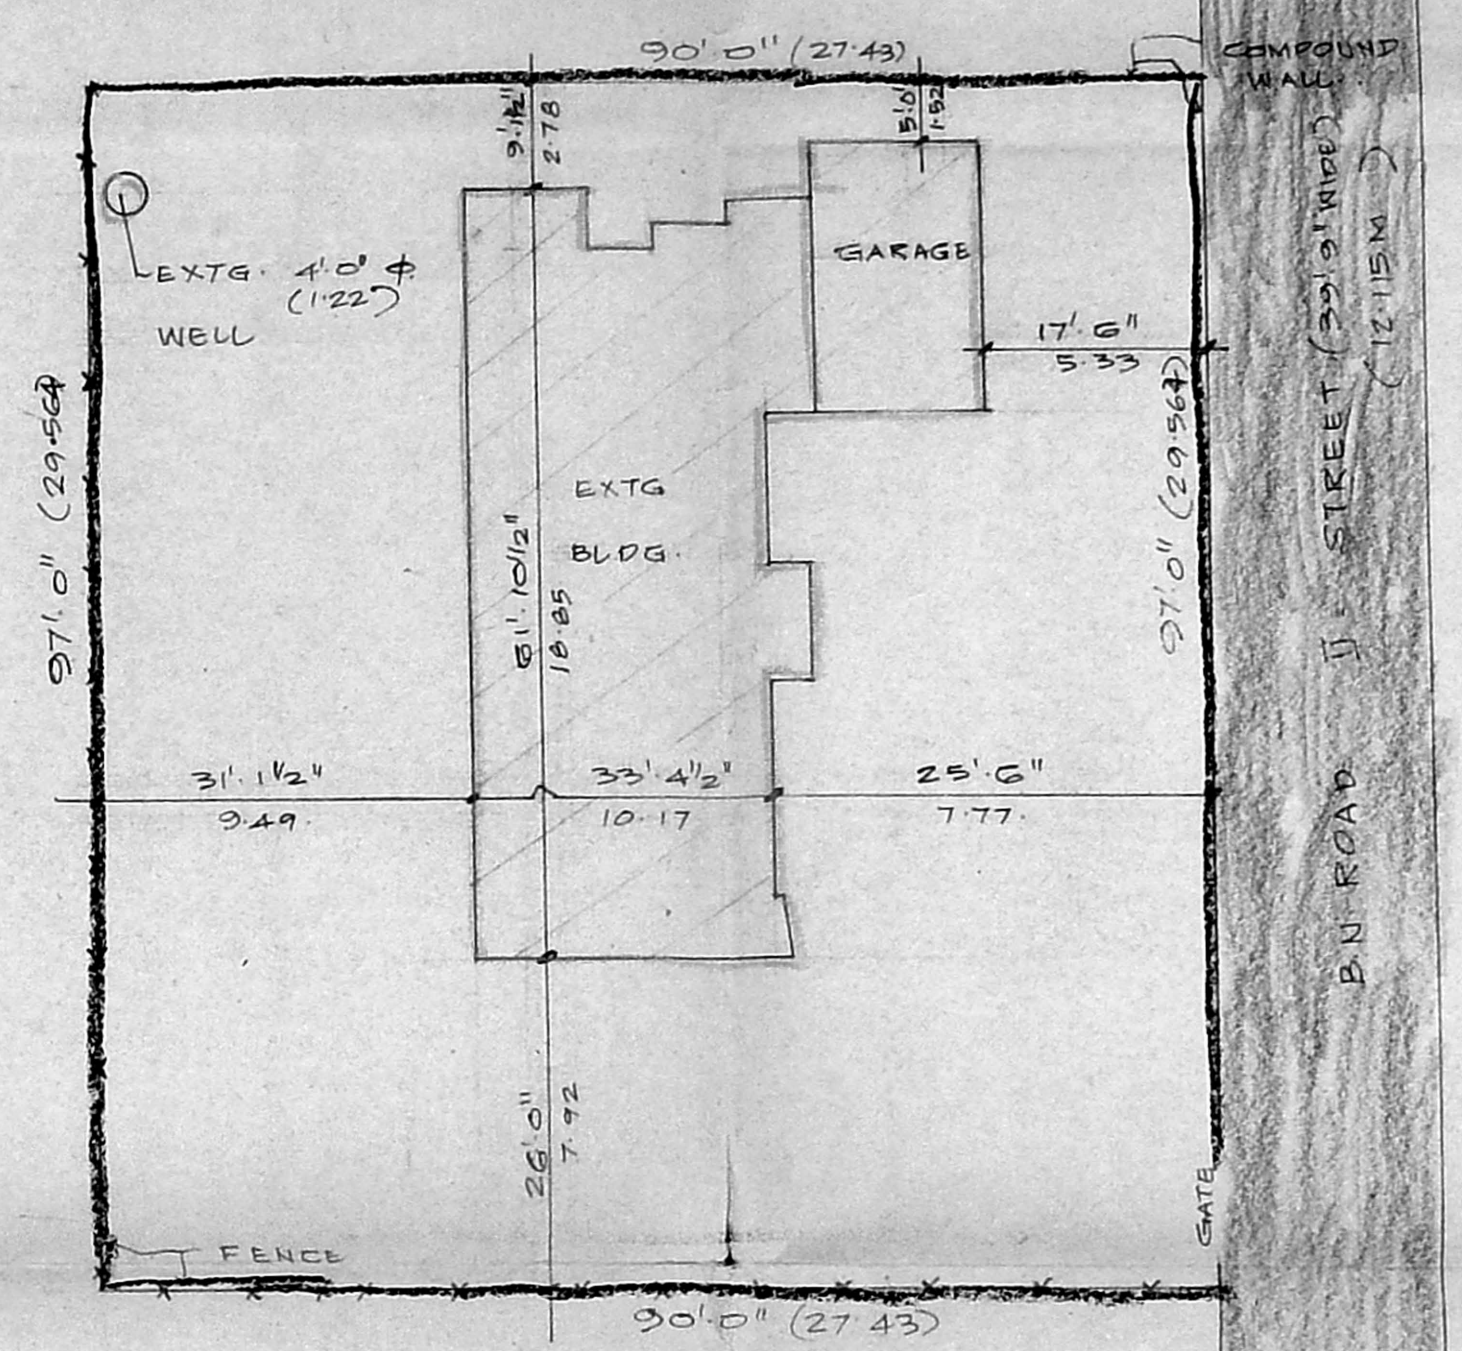 90'.0" (27.43)
COMPOUND
WALL.
9'.1½"
2.78
5'.0"
1.52
EXTG. 4'.0" ф.
(1.22)
WELL
GARAGE
17'.6"
5.33
97'.0" (29.564)
97'.0" (29.564)
EXTG
BLDG.
61'.10½"
18.85
31'.1½"
9.49.
33'.4½"
10.17
25'.6"
7.77.
B.N. ROAD II- STREET (39'.9" WIDE)
(12.115M)
26'.0"
7.92
GATE
FENCE
90'.0" (27.43)